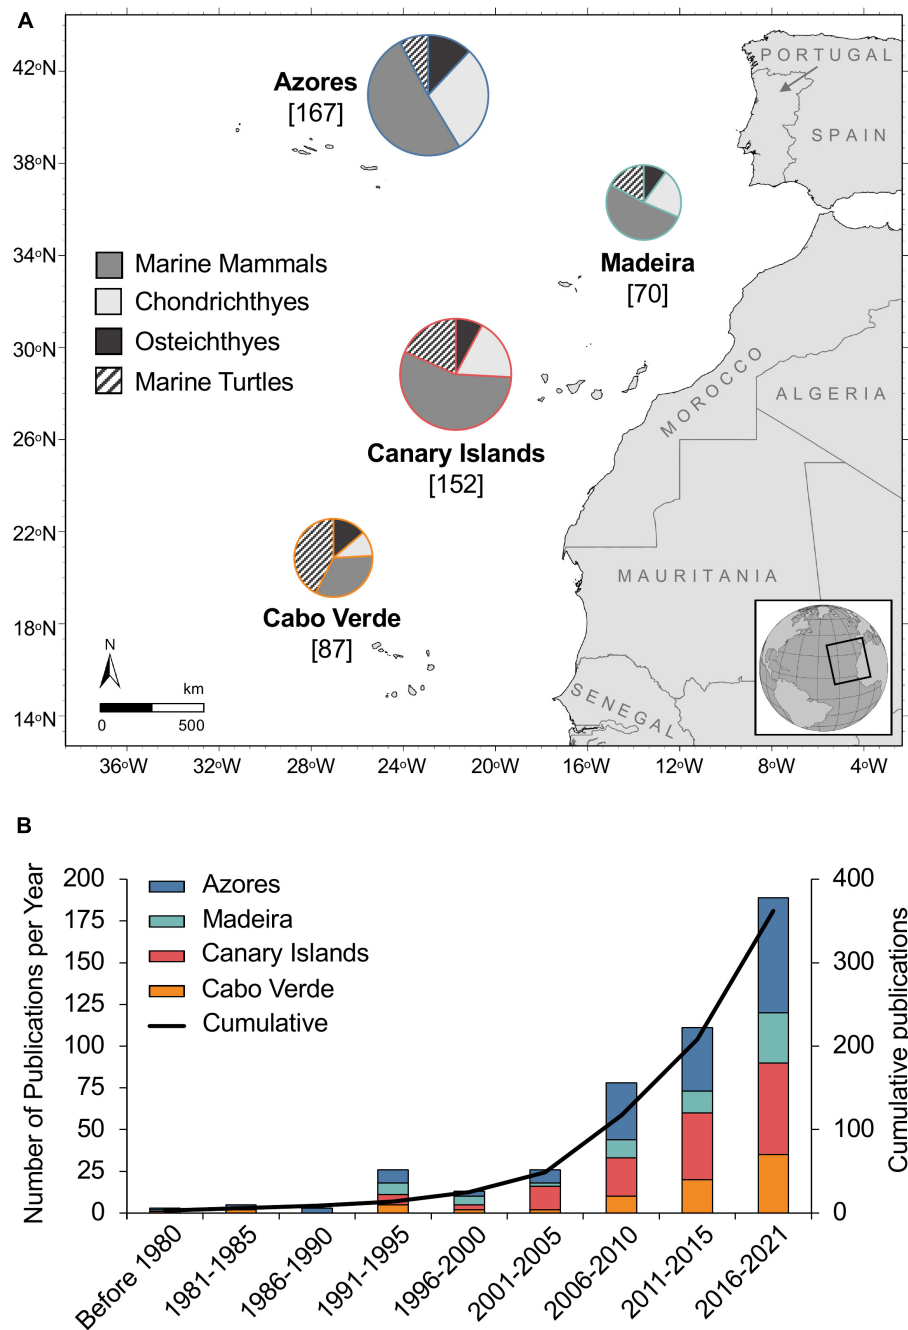 A
42°N
38°N
34°N
30°N
26°N
22°N
18°N
14°N
PORTUGAL
SPAIN
Azores
[167]
Madeira
[70]
Marine Mammals
Chondrichthyes
Osteichthyes
Marine Turtles
MOROCCO
ALGERIA
Canary Islands
[152]
MAURITANIA
Cabo Verde
[87]
SENEGAL
N
km
0
500
36°W
32°W
28°W
24°W
20°W
16°W
12°W
8°W
4°W
B
Number of Publications per Year
200
175
150
125
100
75
50
25
0
Azores
Madeira
Canary Islands
Cabo Verde
Cumulative
400
300
200
100
0
Cumulative publications
Before 1980
1981-1985
1986-1990
1991-1995
1996-2000
2001-2005
2006-2010
2011-2015
2016-2021